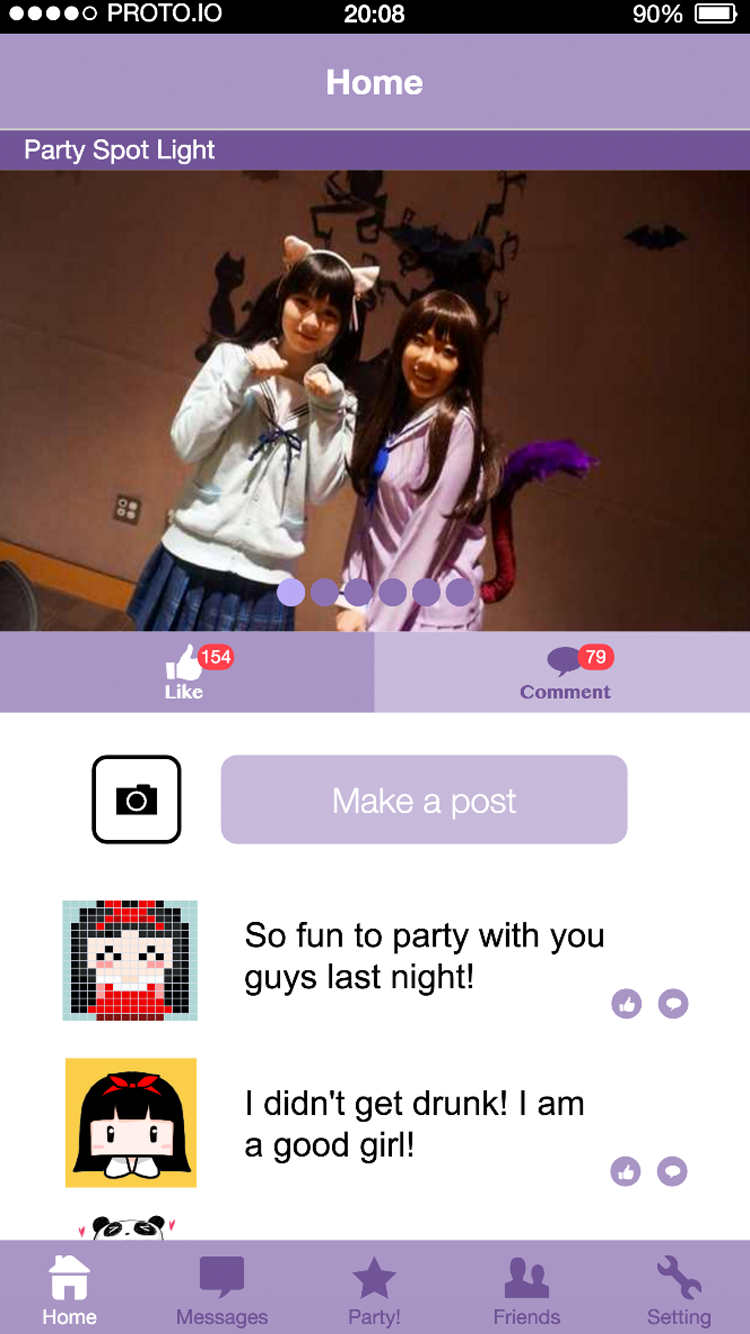 PROTO.IO 20:08 90%
Home
Party Spot Light
154 79
Like Comment
Make a post
So fun to party with you
guys last night!
I didn't get drunk! I am
a good girl!
Home Messages Party! Friends Setting